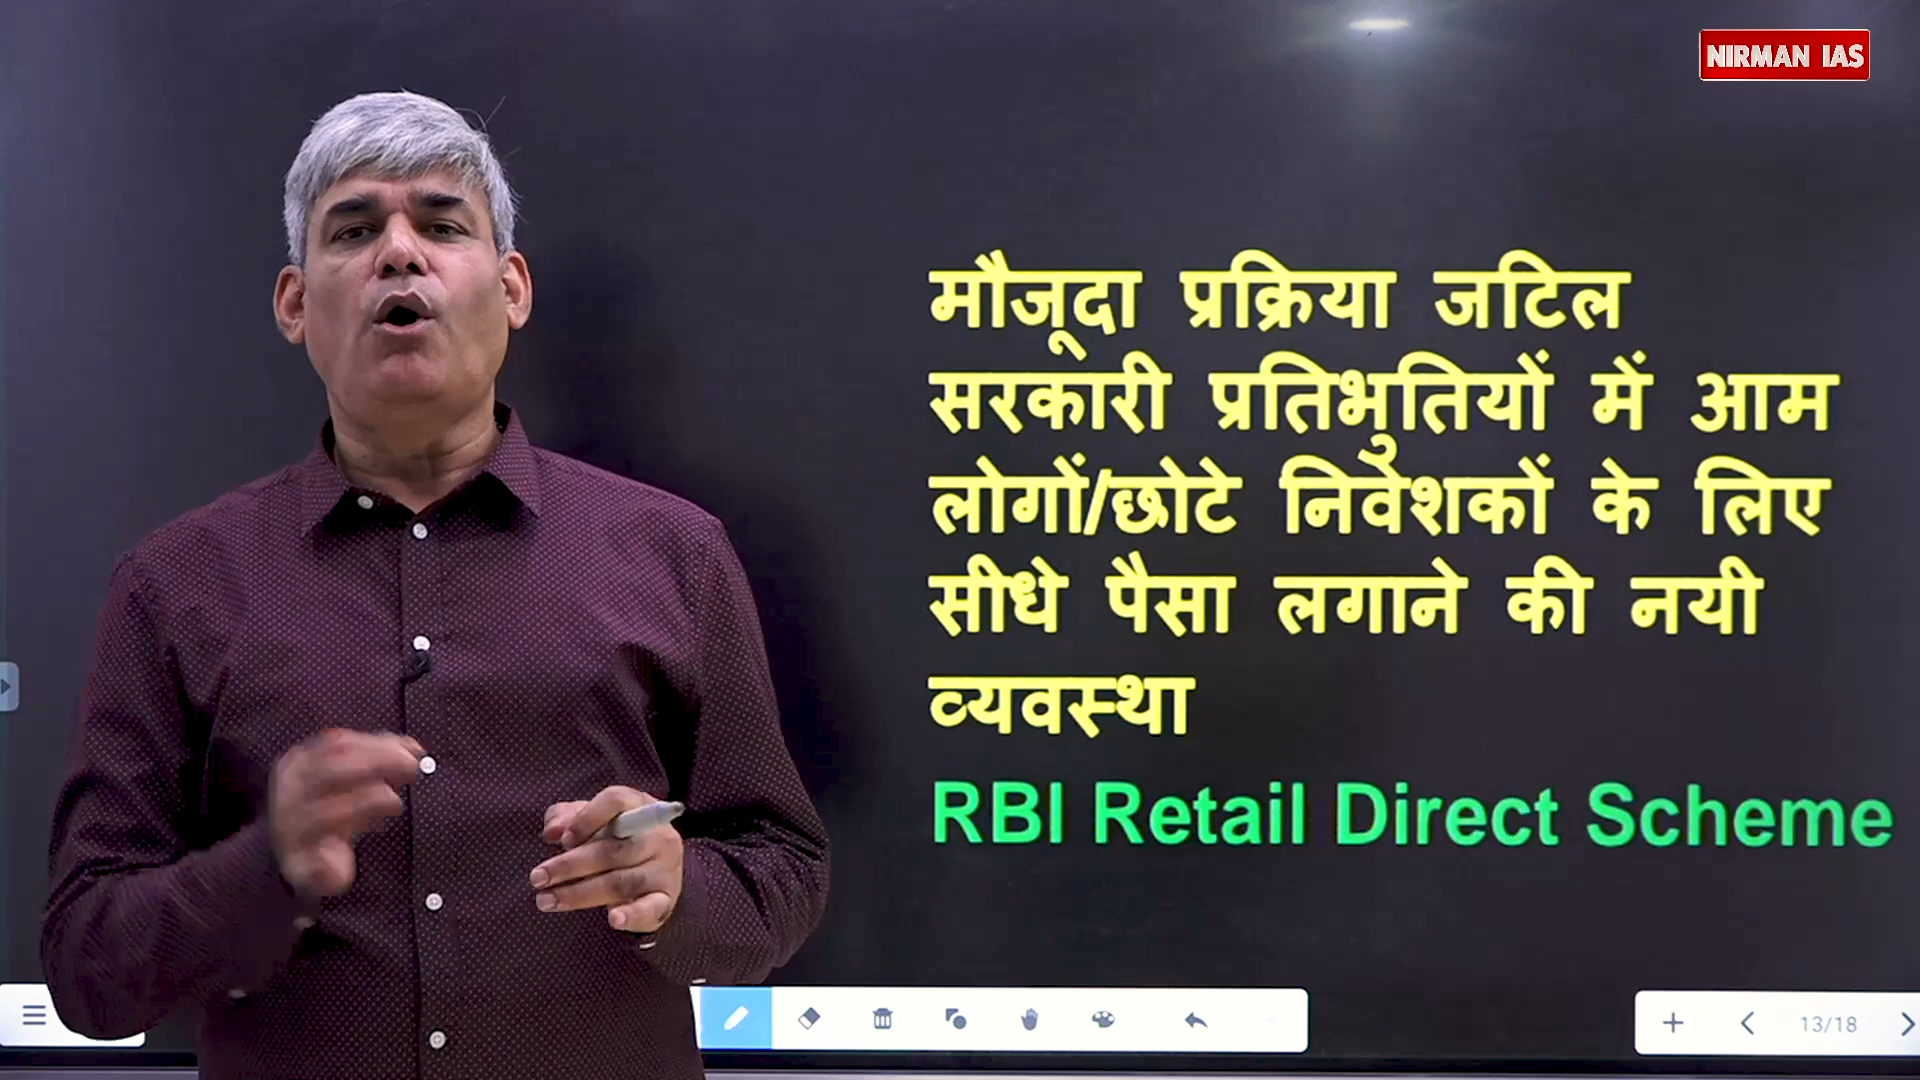 NIRMAN IAS
मौजूदा प्रक्रिया जटिल
सरकारी प्रतिभुतियों में आम
लोगों/छोटे निवेशकों के लिए
सीधे पैसा लगाने की नयी
व्यवस्था
RBI Retail Direct Scheme
13/18